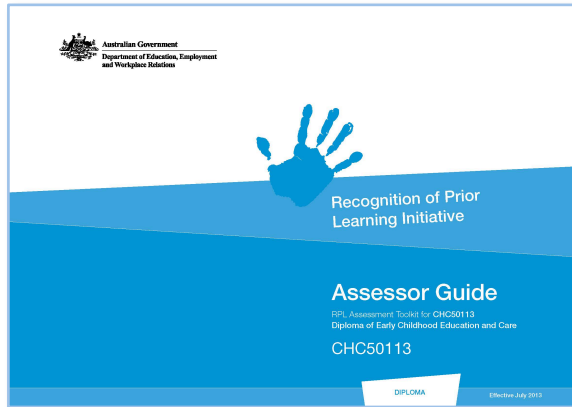 Australian Government
Department of Education, Employment
and Workplace Relations
Recognition of Prior
Learning Initiative
Assessor Guide
RPL Assessment Toolkit for CHC50113
Diploma of Early Childhood Education and Care
CHC50113
DIPLOMA
Effective July 2013